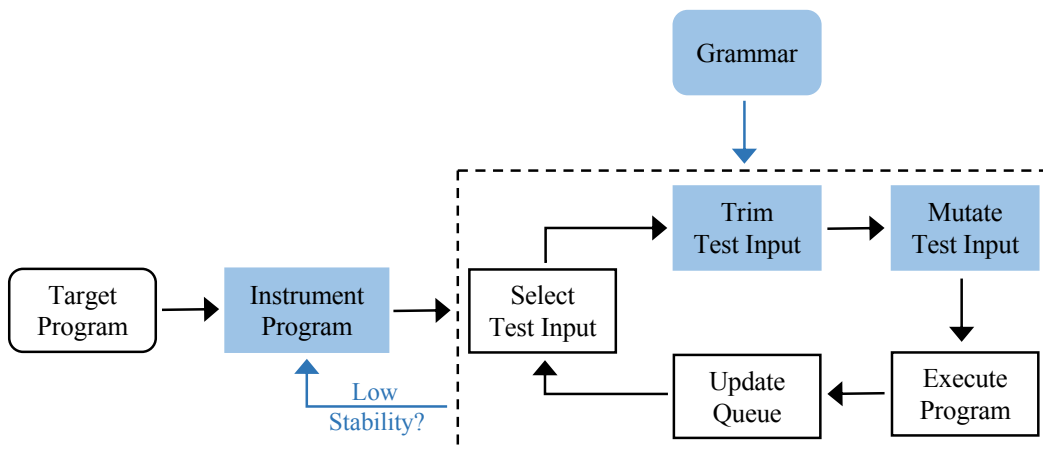 Grammar
Trim
Test Input
Mutate
Test Input
Target
Program
Instrument
Program
Select
Test Input
Low
Stability?
Update
Queue
Execute
Program